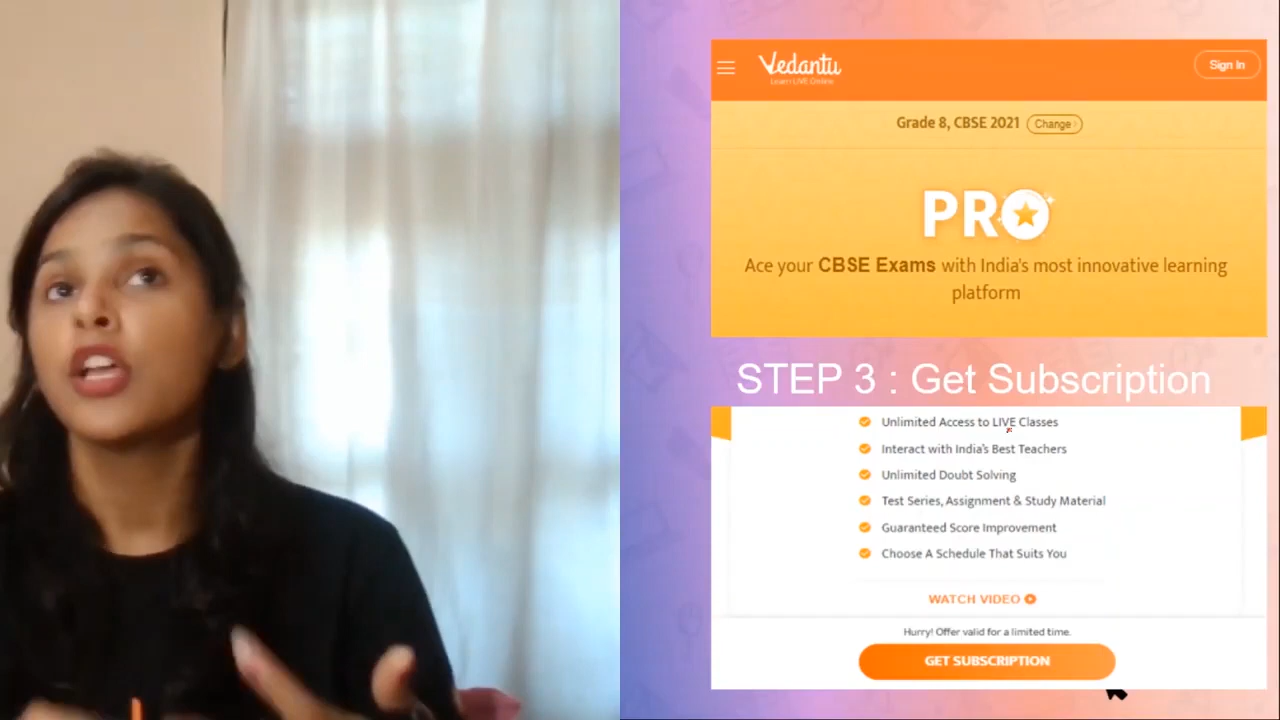 Vedantu
Learn LIVE Online
Sign In
Grade 8, CBSE 2021
Change
PRO
Ace your CBSE Exams with India's most innovative learning
platform
STEP 3 : Get Subscription
Unlimited Access to LIVE Classes
Interact with India's Best Teachers
Unlimited Doubt Solving
Test Series, Assignment & Study Material
Guaranteed Score Improvement
Choose A Schedule That Suits You
WATCH VIDEO
Hurry! Offer valid for a limited time.
GET SUBSCRIPTION